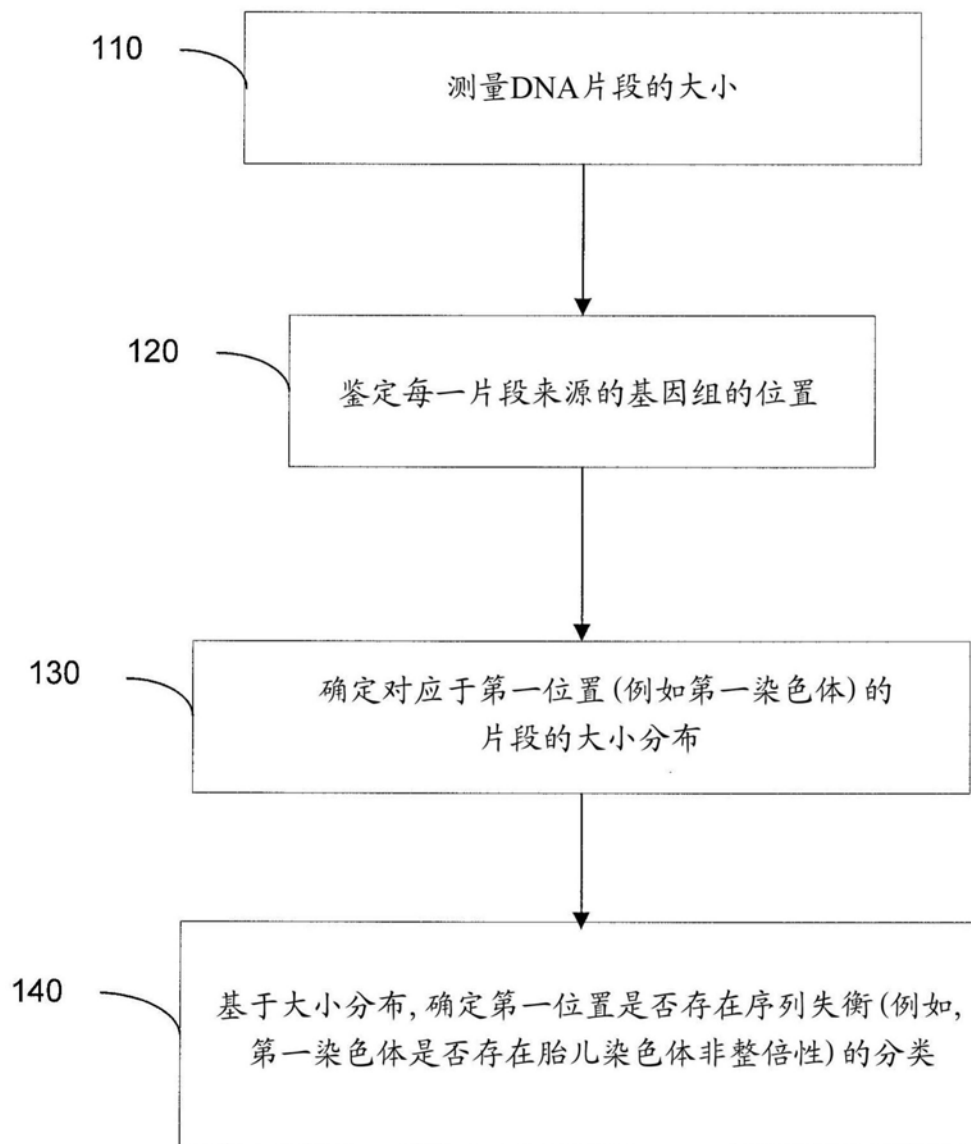 110
测量DNA片段的大小
120
鉴定每一片段来源的基因组的位置
130
确定对应于第一位置(例如第一染色体)的
片段的大小分布
140
基于大小分布,确定第一位置是否存在序列失衡(例如,
第一染色体是否存在胎儿染色体非整倍性)的分类